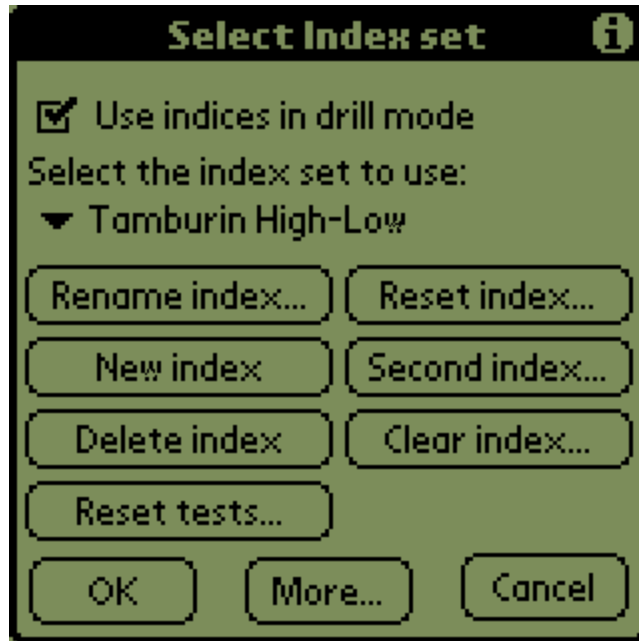 Select Index set
Use indices in drill mode
Select the index set to use:
Tamburin High-Low
Rename index... Reset index...
New index Second index...
Delete index Clear index...
Reset tests...
OK More... Cancel